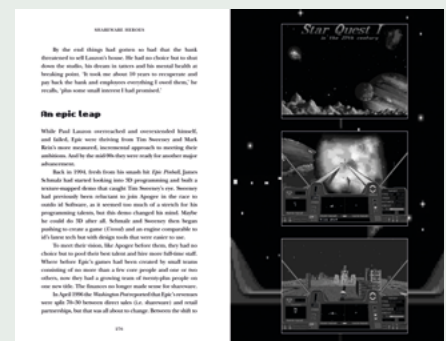 SHAREWARE HEROES
By the end things had gotten so bad that the bank
threatened to sell Lauzon's house. He had no choice but to shut
down the studio, his dream in tatters and his mental health at
breaking point. 'It took me about 10 years to recuperate and
pay back the bank and employees everything I owed them,' he
recalls, 'plus some small interest I had promised.'
An epic leap
While Paul Lauzon overreached and overextended himself,
and failed, Epic were thriving from Tim Sweeney and Mark
Rein's more measured, incremental approach to meeting their
ambitions. And by the mid-90s they were ready for another major
advancement.
Back in 1994, fresh from his smash hit Epic Pinball, James
Schmalz had started looking into 3D programming and built a
texture-mapped demo that caught Tim Sweeney's eye. Sweeney
had previously been reluctant to join Apogee in the race to
outdo id Software, as it seemed too much of a stretch for his
programming talents, but this demo changed his mind. Maybe
he could do 3D after all. Schmalz and Sweeney then began
pushing to create a game (Unreal) and an engine comparable to
id's latest tech but with design tools that were easier to use.
To meet their vision, like Apogee before them, they had no
choice but to pool their best talent and hire more full-time staff.
Where before Epic's games had been created by small teams
consisting of no more than a few core people and one or two
others, now they had a growing team of twenty-plus people on
one new title. The finances no longer made sense for shareware.
In April 1996 the Washington Post reported that Epic's revenues
were split 70–30 between direct sales (i.e. shareware) and retail
partnerships, but that was all about to change. Between the shift to
Star Quest I
in the 27th century